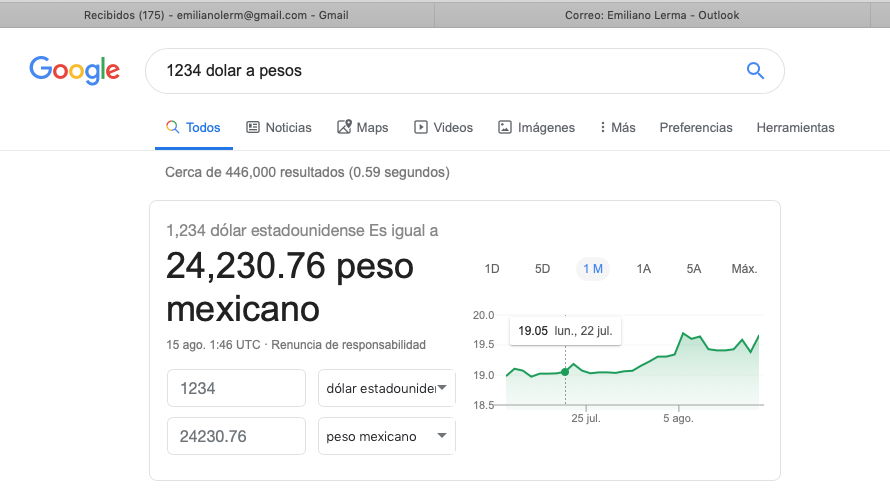 Recibidos (175) - emilianolerm@gmail.com - Gmail
Correo: Emiliano Lerma - Outlook
Google
1234 dolar a pesos
Todos
Noticias
Maps
Videos
Imágenes
Más
Preferencias
Herramientas
Cerca de 446,000 resultados (0.59 segundos)
1,234 dólar estadounidense Es igual a
24,230.76 peso
mexicano
15 ago. 1:46 UTC · Renuncia de responsabilidad
1234
dólar estadouniden
24230.76
peso mexicano
1D
5D
1 M
1A
5A
Máx.
20.0
19.05 lun., 22 jul.
19.5
19.0
18.5
25 jul.
5 ago.